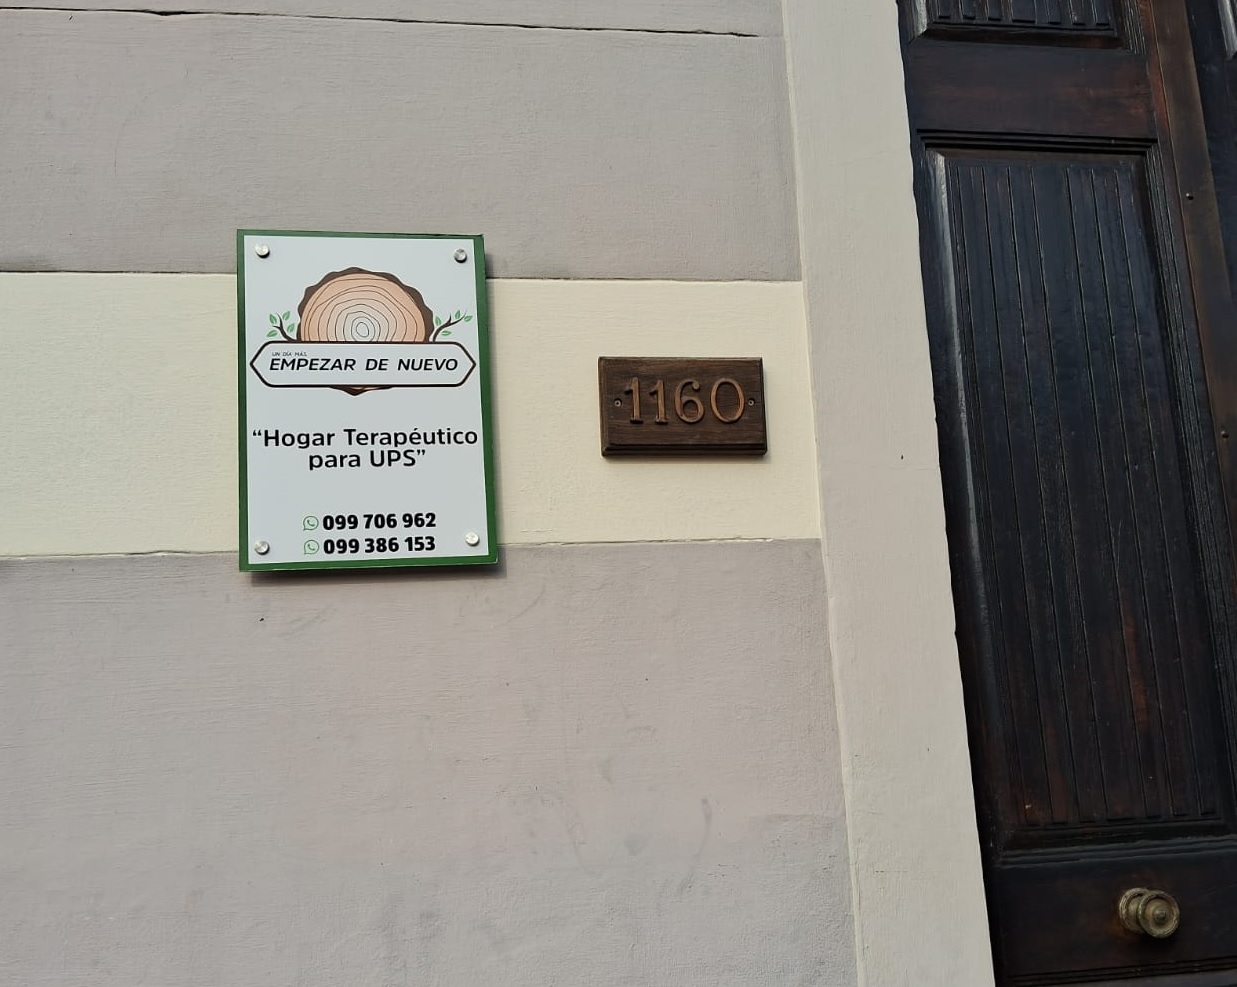 UN DÍA MÁS
EMPEZAR DE NUEVO
“Hogar Terapéutico
para UPS”
099 706 962
099 386 153
1160